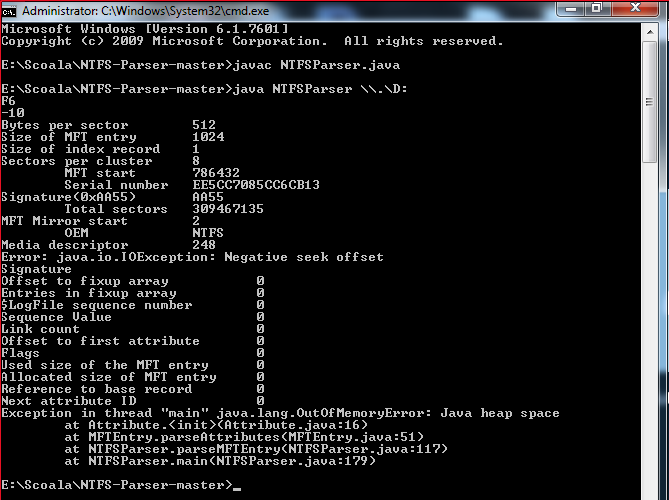 Administrator: C:\Windows\System32\cmd.exe
Microsoft Windows [Version 6.1.7601]
Copyright (c) 2009 Microsoft Corporation.  All rights reserved.
E:\Scoala\NTFS-Parser-master>javac NTFSParser.java
E:\Scoala\NTFS-Parser-master>java NTFSParser \\.\D:
F6
-10
Bytes per sector        512
Size of MFT entry       1024
Size of index record    1
Sectors per cluster     8
        MFT start       786432
        Serial number   EE5CC7085CC6CB13
Signature(0xAA55)       AA55
        Total sectors   309467135
MFT Mirror start        2
        OEM             NTFS
Media descriptor        248
Error: java.io.IOException: Negative seek offset
Signature
Offset to fixup array           0
Entries in fixup array          0
$LogFile sequence number        0
Sequence Value                  0
Link count                      0
Offset to first attribute       0
Flags                           0
Used size of the MFT entry      0
Allocated size of MFT entry     0
Reference to base record        0
Next attribute ID               0
Exception in thread "main" java.lang.OutOfMemoryError: Java heap space
        at Attribute.<init>(Attribute.java:16)
        at MFTEntry.parseAttributes(MFTEntry.java:51)
        at NTFSParser.parseMFTEntry(NTFSParser.java:117)
        at NTFSParser.main(NTFSParser.java:179)
E:\Scoala\NTFS-Parser-master>_